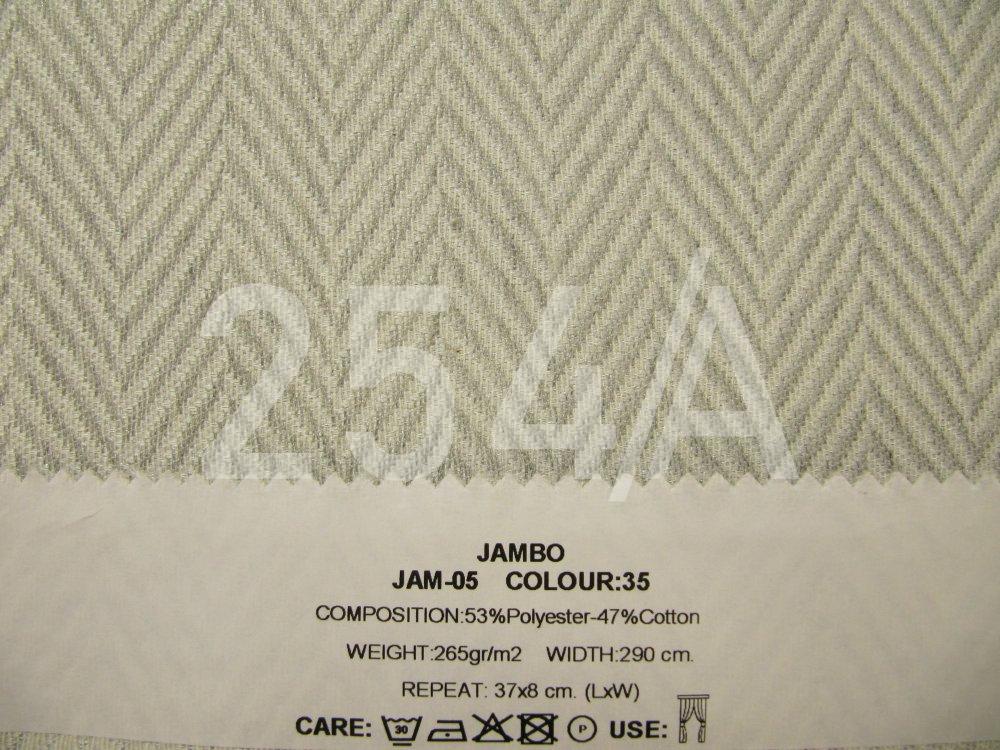 254/A
JAMBO
JAM-05 COLOUR:35
COMPOSITION:53%Polyester-47%Cotton
WEIGHT:265gr/m2 WIDTH:290 cm.
REPEAT: 37x8 cm. (LxW)
CARE: 30 P USE: